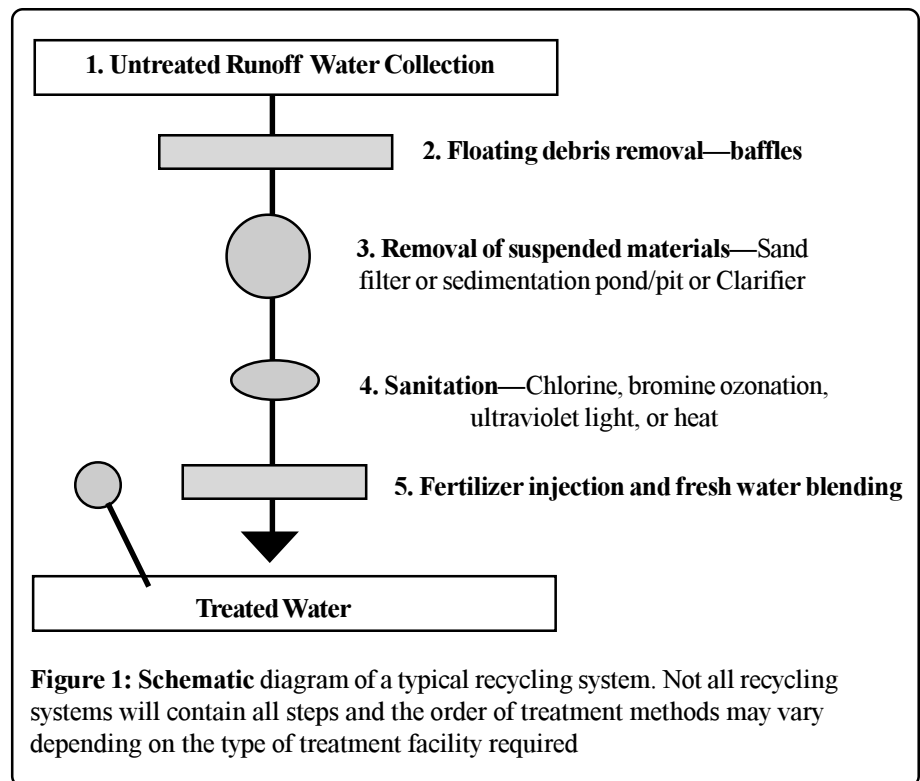 1. Untreated Runoff Water Collection
2. Floating debris removal—baffles
3. Removal of suspended materials—Sand
filter or sedimentation pond/pit or Clarifier
4. Sanitation—Chlorine, bromine ozonation,
ultraviolet light, or heat
5. Fertilizer injection and fresh water blending
Treated Water
Figure 1: Schematic diagram of a typical recycling system. Not all recycling
systems will contain all steps and the order of treatment methods may vary
depending on the type of treatment facility required